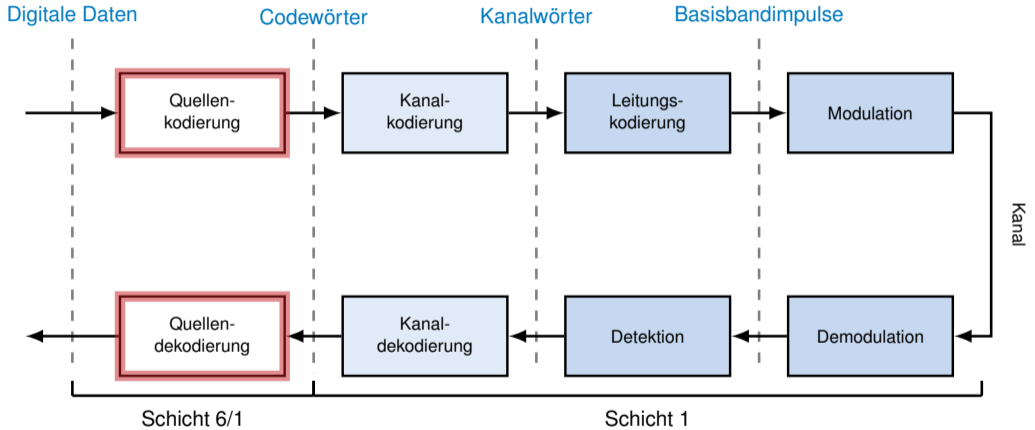 Digitale Daten
Codewörter
Kanalwörter
Basisbandimpulse
Quellen-
kodierung
Kanal-
kodierung
Leitungs-
kodierung
Modulation
Kanal
Quellen-
dekodierung
Kanal-
dekodierung
Detektion
Demodulation
Schicht 6/1
Schicht 1